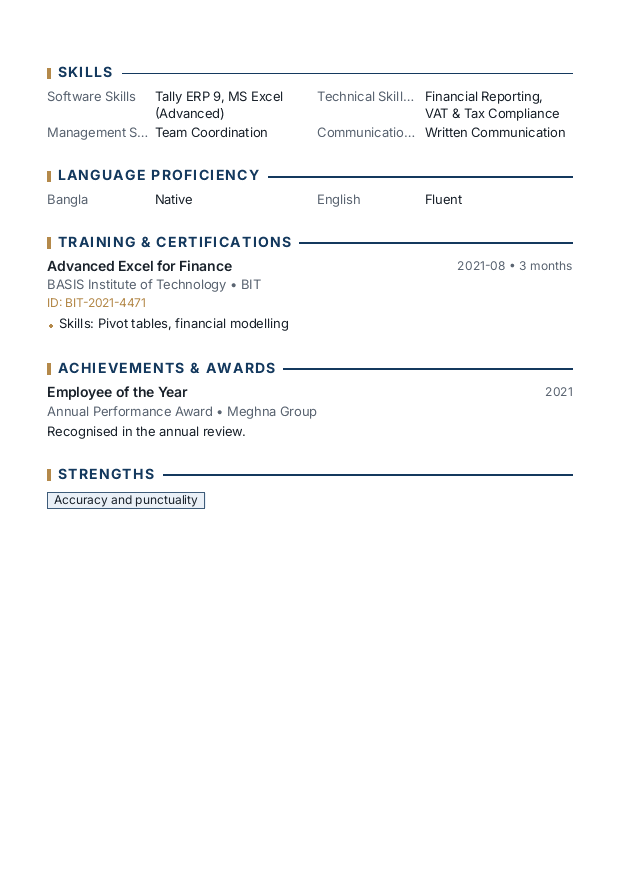 SKILLS
Software Skills Tally ERP 9, MS Excel Technical Skill... Financial Reporting,
(Advanced) VAT & Tax Compliance
Management S... Team Coordination Communicatio... Written Communication
LANGUAGE PROFICIENCY
Bangla Native English Fluent
TRAINING & CERTIFICATIONS
Advanced Excel for Finance 2021-08 • 3 months
BASIS Institute of Technology • BIT
ID: BIT-2021-4471
• Skills: Pivot tables, financial modelling
ACHIEVEMENTS & AWARDS
Employee of the Year 2021
Annual Performance Award • Meghna Group
Recognised in the annual review.
STRENGTHS
Accuracy and punctuality